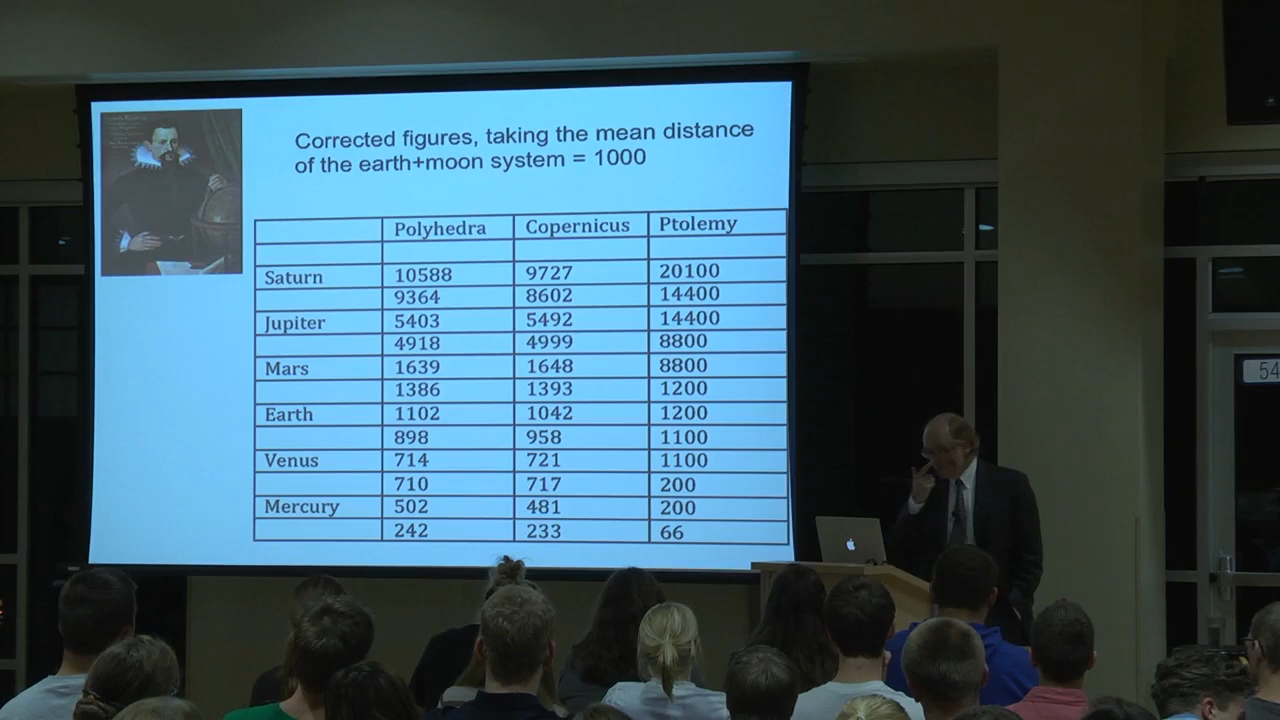 Corrected figures, taking the mean distance
of the earth+moon system = 1000
Polyhedra Copernicus Ptolemy
Saturn 10588 9727 20100
9364 8602 14400
Jupiter 5403 5492 14400
4918 4999 8800
Mars 1639 1648 8800
1386 1393 1200
Earth 1102 1042 1200
898 958 1100
Venus 714 721 1100
710 717 200
Mercury 502 481 200
242 233 66
54